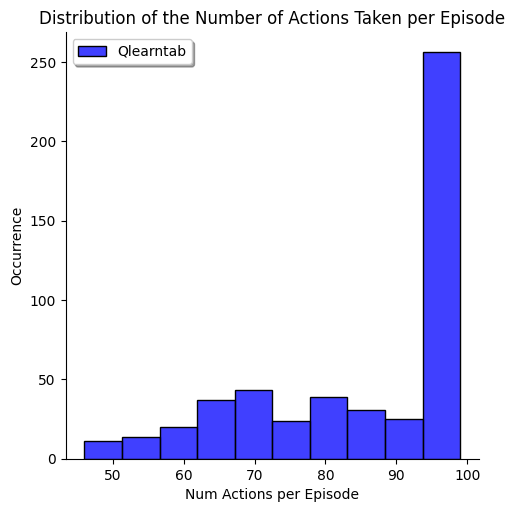 Distribution of the Number of Actions Taken per Episode
Qlearntab
250
200
150
100
50
0
Occurrence
50 60 70 80 90 100
Num Actions per Episode